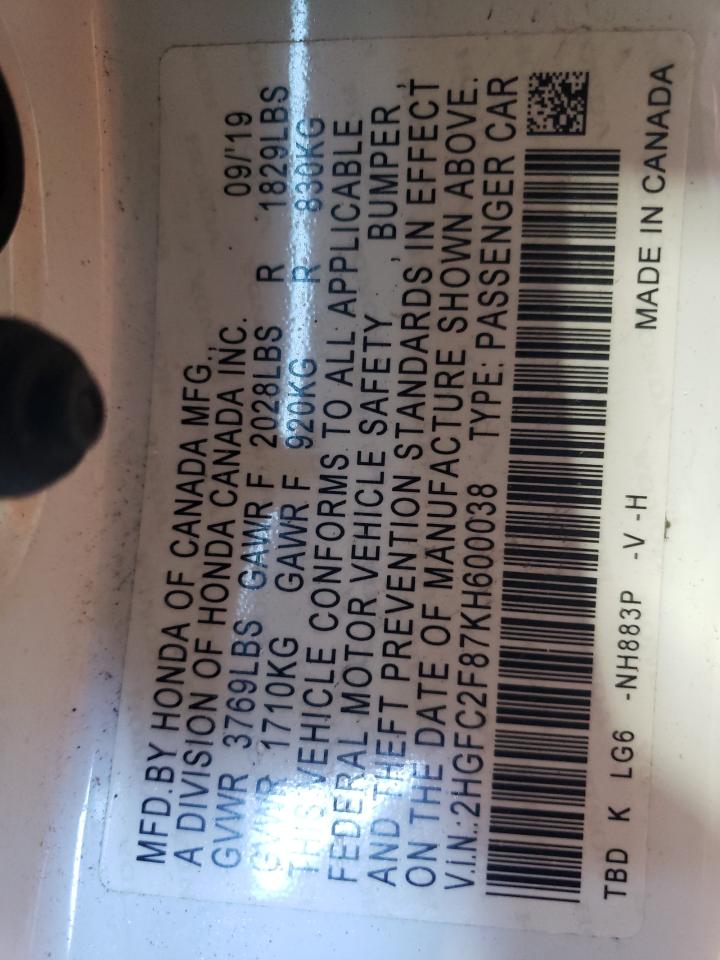 MFD.BY HONDA OF CANADA MFG.,
A DIVISION OF HONDA CANADA INC. 09/'19
GVWR 3769LBS GAWR F 2028LBS R 1829LBS
GVWR 1710KG GAWR F 920KG R 830KG
THIS VEHICLE CONFORMS TO ALL APPLICABLE
FEDERAL MOTOR VEHICLE SAFETY , BUMPER ,
AND THEFT PREVENTION STANDARDS IN EFFECT
ON THE DATE OF MANUFACTURE SHOWN ABOVE.
V.I.N.:2HGFC2F87KH600038 TYPE: PASSENGER CAR
TBD K LG6 -NH883P -V -H MADE IN CANADA